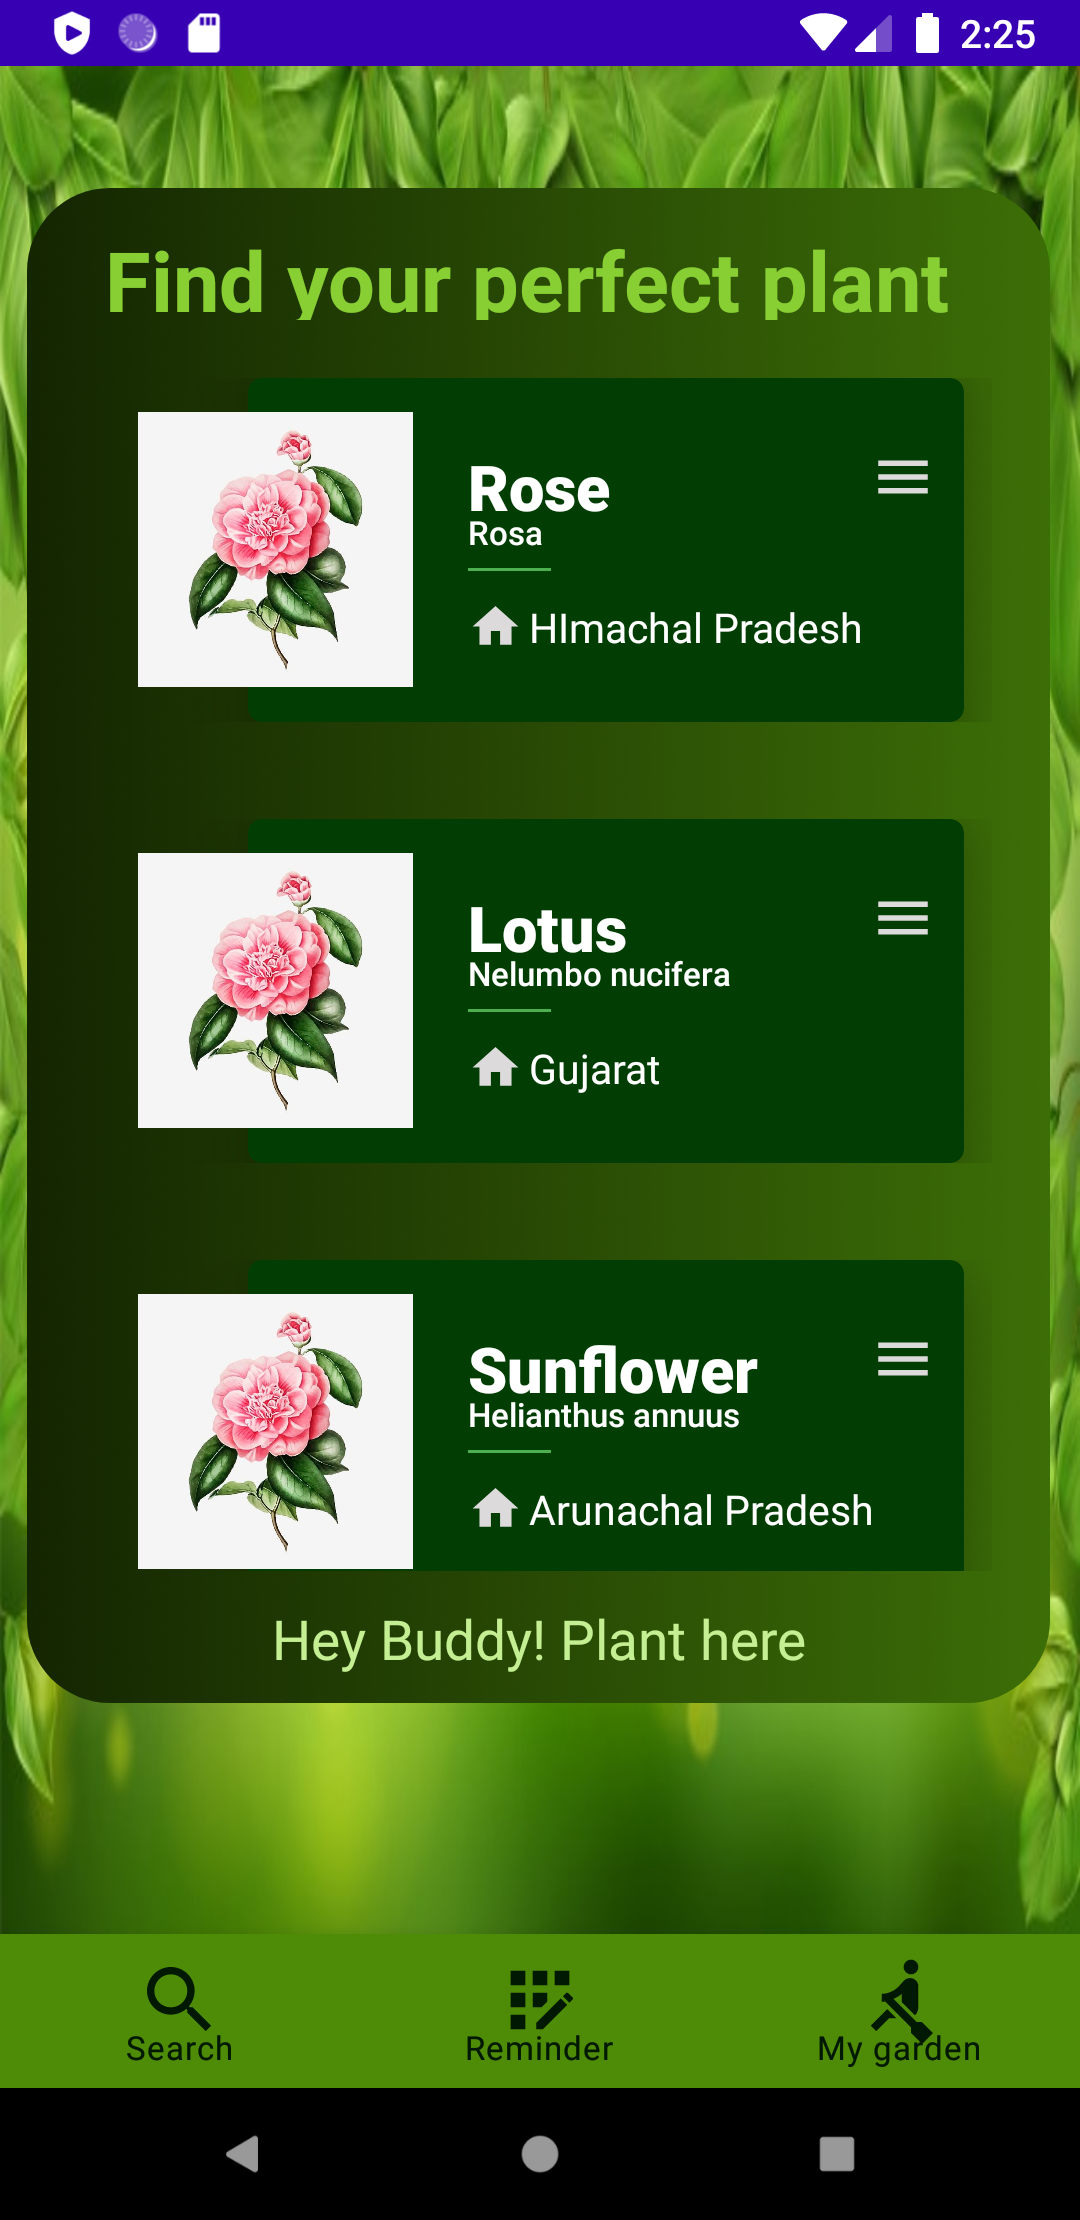 2:25
Find your perfect plant
Rose
Rosa
HImachal Pradesh
Lotus
Nelumbo nucifera
Gujarat
Sunflower
Helianthus annuus
Arunachal Pradesh
Hey Buddy! Plant here
Search
Reminder
My garden